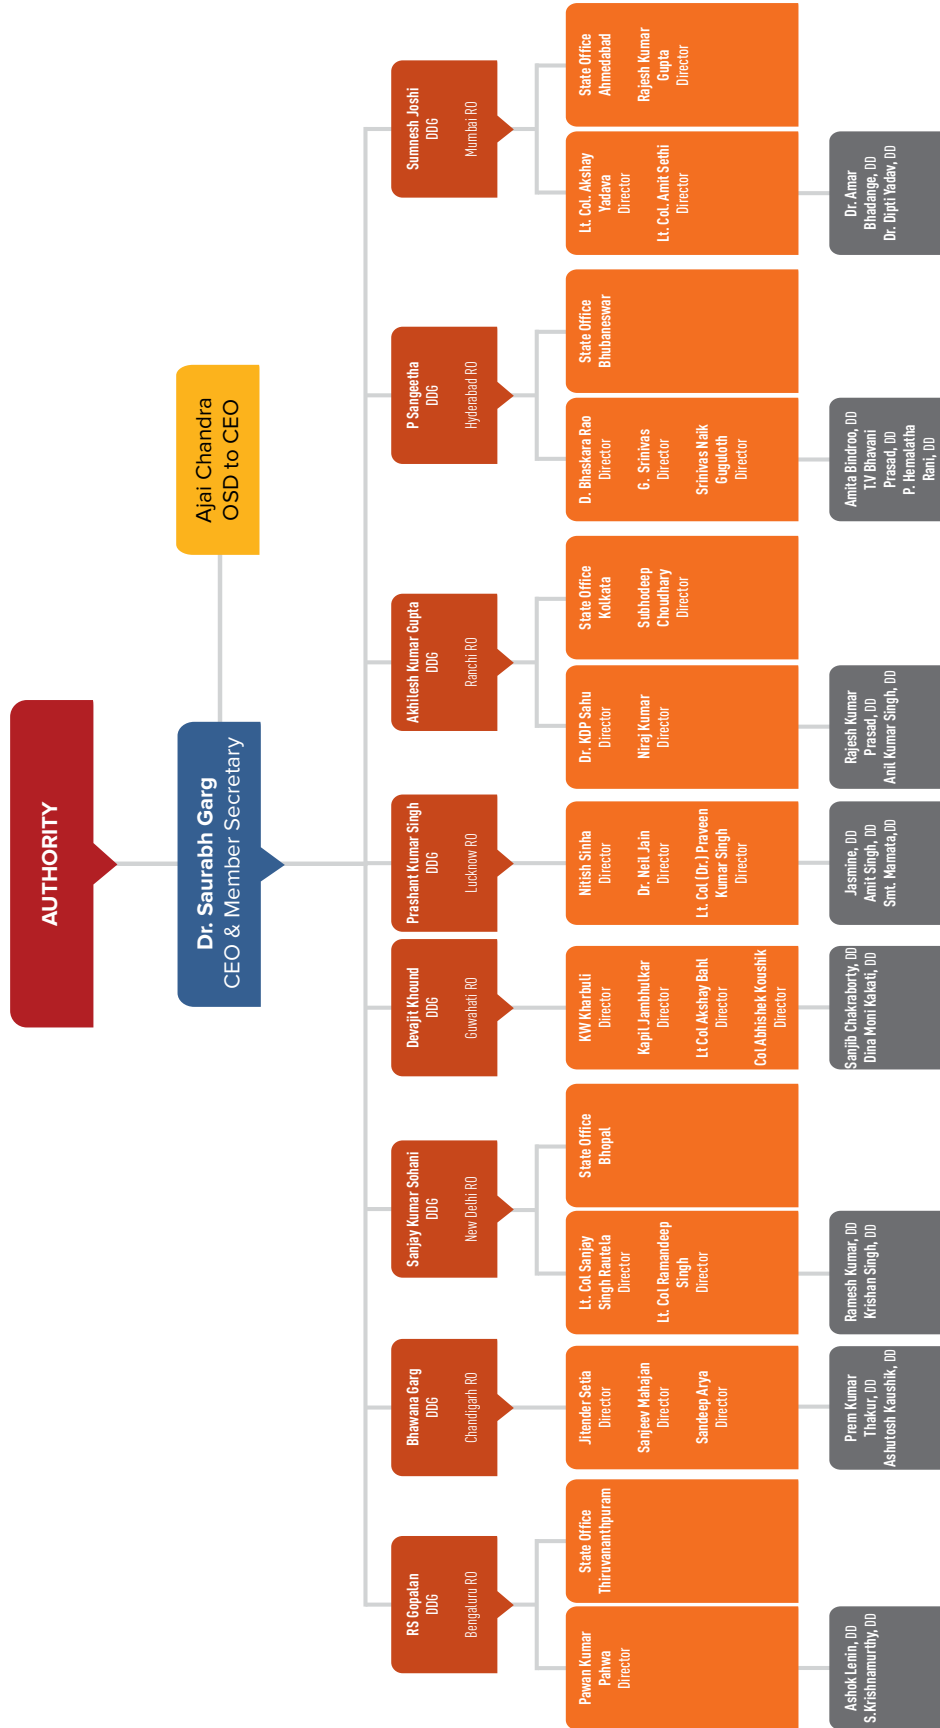 AUTHORITY
Dr. Saurabh Garg
CEO & Member Secretary
Ajai Chandra
OSD to CEO
RS Gopalan
DDG
Bengaluru RO
Bhawana Garg
DDG
Chandigarh RO
Sanjay Kumar Sohani
DDG
New Delhi RO
Devajit Khound
DDG
Guwahati RO
Prashant Kumar Singh
DDG
Lucknow RO
Akhilesh Kumar Gupta
DDG
Ranchi RO
P Sangeetha
DDG
Hyderabad RO
Sumnesh Joshi
DDG
Mumbai RO
Pawan Kumar
Pahwa
Director
State Office
Thiruvananthpuram
Jitender Setia
Director
Sanjeev Mahajan
Director
Sandeep Arya
Director
Lt. Col Sanjay
Singh Rautela
Director
Lt. Col Ramandeep
Singh
Director
State Office
Bhopal
KW Kharbuli
Director
Kapil Jambhulkar
Director
Lt Col Akshay Bahl
Director
Col Abhishek Koushik
Director
Nitish Sinha
Director
Dr. Neil Jain
Director
Lt. Col (Dr.) Praveen
Kumar Singh
Director
Dr. KDP Sahu
Director
Niraj Kumar
Director
State Office
Kolkata
Subhodeep
Choudhary
Director
D. Bhaskara Rao
Director
G. Srinivas
Director
Srinivas Naik
Guguloth
Director
State Office
Bhubaneswar
Lt. Col. Akshay
Yadava
Director
Lt. Col. Amit Sethi
Director
State Office
Ahmedabad
Rajesh Kumar
Gupta
Director
Ashok Lenin, DD
S.Krishnamurthy, DD
Prem Kumar
Thakur, DD
Ashutosh Kaushik, DD
Ramesh Kumar, DD
Krishan Singh, DD
Sanjib Chakraborty, DD
Dina Moni Kakati, DD
Jasmine, DD
Amit Singh, DD
Smt. Mamata,DD
Rajesh Kumar
Prasad, DD
Anil Kumar Singh, DD
Amita Bindroo, DD
T.V Bhavani
Prasad, DD
P. Hemalatha
Rani, DD
Dr. Amar
Bhadange, DD
Dr. Dipti Yadav, DD